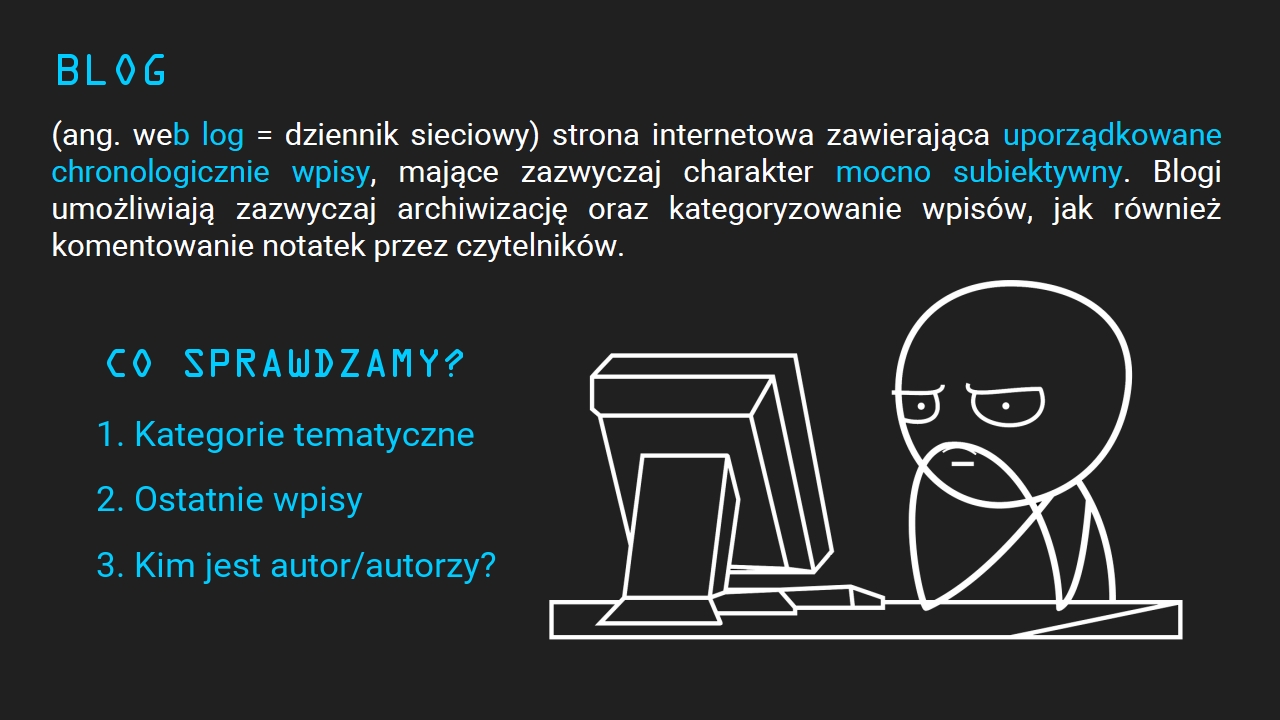 BLOG
(ang. web log = dziennik sieciowy) strona internetowa zawierająca uporządkowane
chronologicznie wpisy, mające zazwyczaj charakter mocno subiektywny. Blogi
umożliwiają zazwyczaj archiwizację oraz kategoryzowanie wpisów, jak również
komentowanie notatek przez czytelników.
CO SPRAWDZAMY?
1. Kategorie tematyczne
2. Ostatnie wpisy
3. Kim jest autor/autorzy?